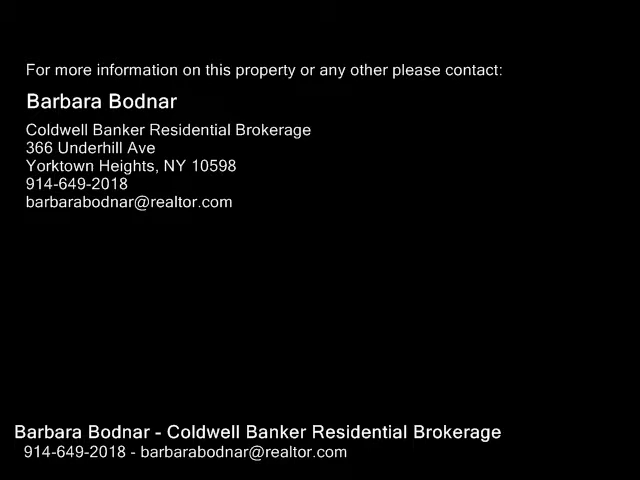 For more information on this property or any other please contact:
Barbara Bodnar
Coldwell Banker Residential Brokerage
366 Underhill Ave
Yorktown Heights, NY 10598
914-649-2018
barbarabodnar@realtor.com
Barbara Bodnar - Coldwell Banker Residential Brokerage
914-649-2018 - barbarabodnar@realtor.com